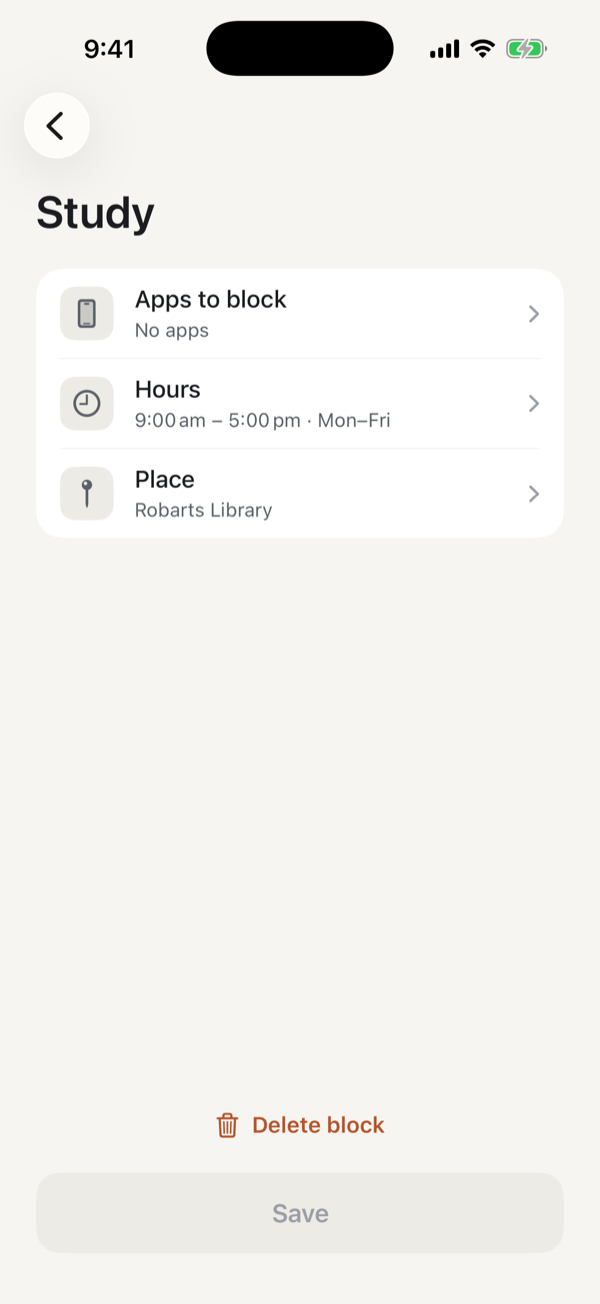 9:41
Study
Apps to block
No apps
Hours
9:00 am – 5:00 pm · Mon–Fri
Place
Robarts Library
Delete block
Save